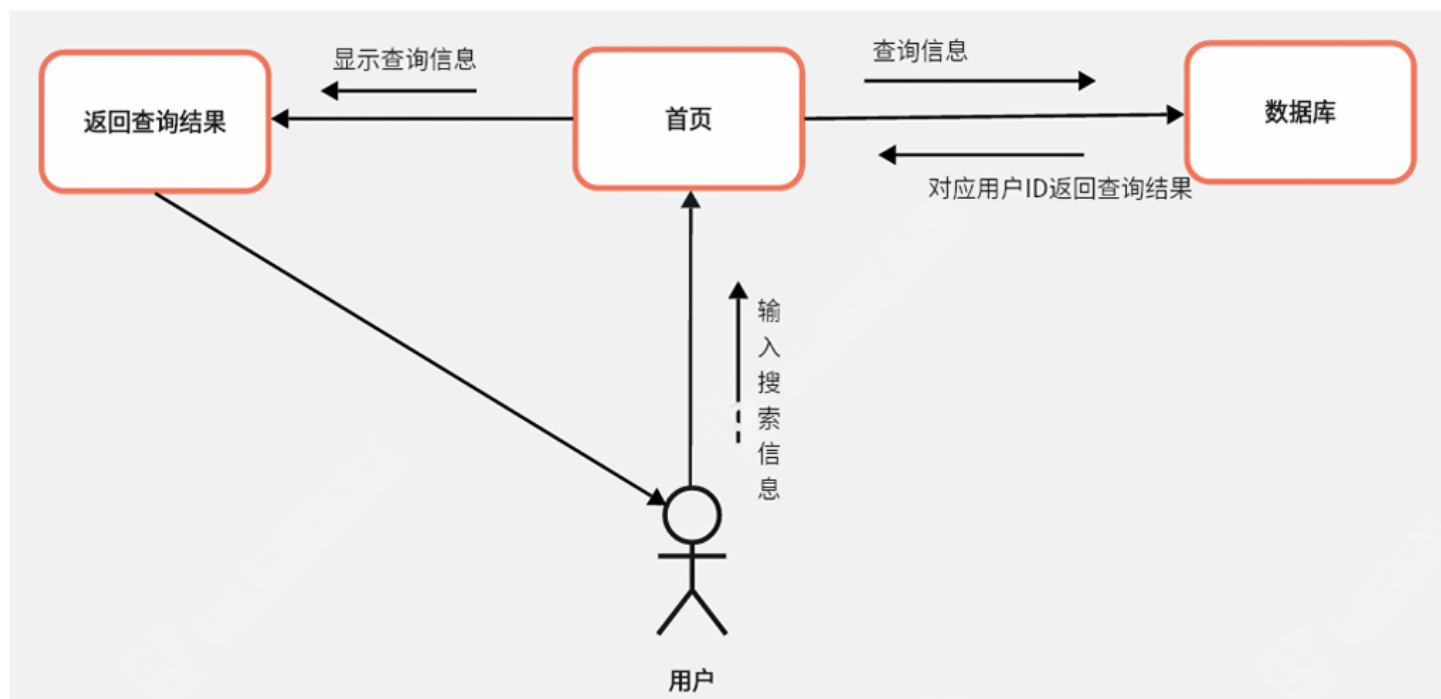 显示查询信息
查询信息
返回查询结果
首页
数据库
对应用户ID返回查询结果
输入搜索信息
用户